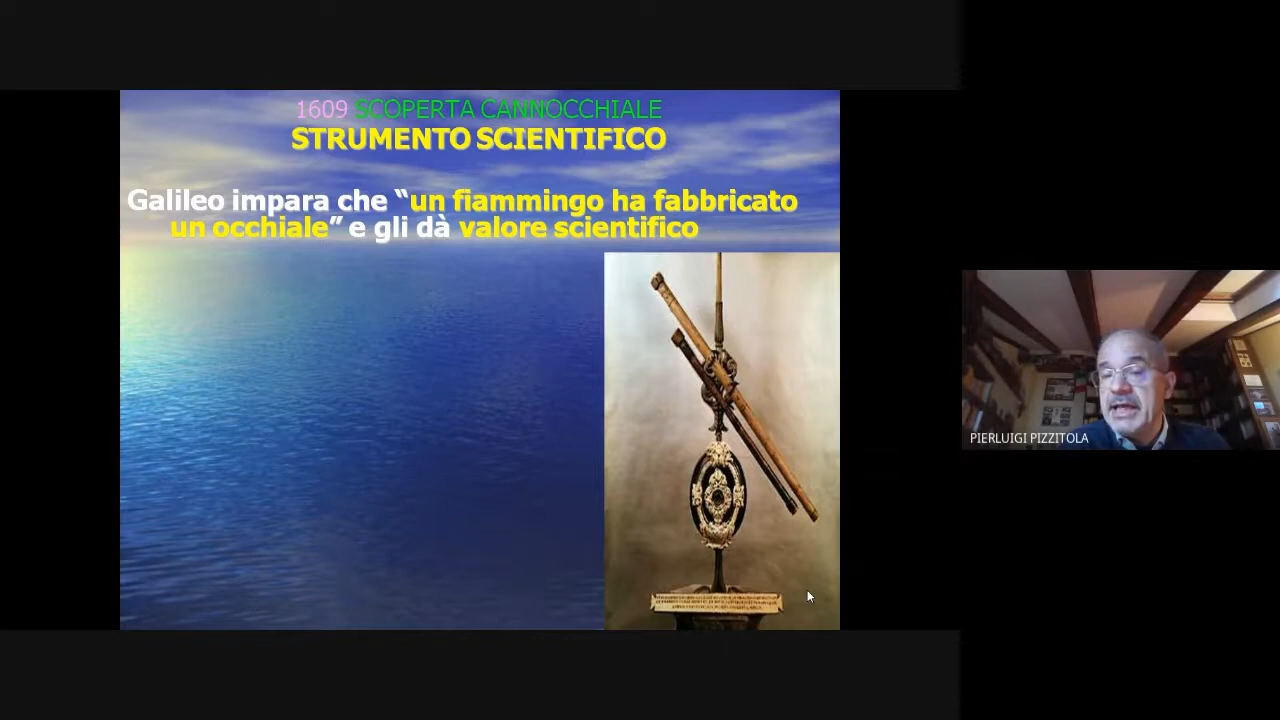 1609 SCOPERTA CANNOCCHIALE
STRUMENTO SCIENTIFICO
Galileo impara che “un fiammingo ha fabbricato
un occhiale” e gli dà valore scientifico
PIERLUIGI PIZZITOLA